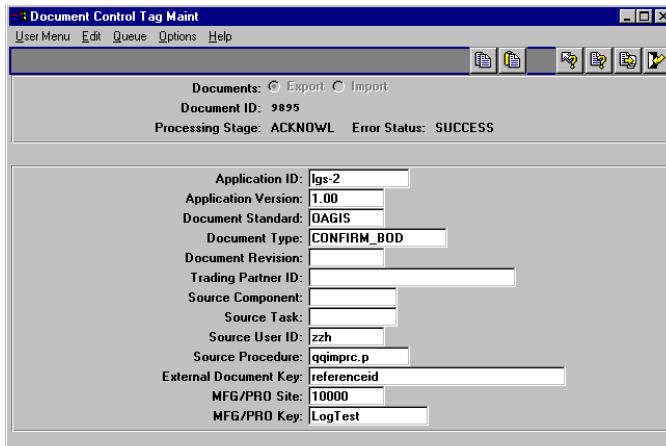 Document Control Tag Maint
User Menu Edit Queue Options Help
Documents: Export Import
Document ID: 9895
Processing Stage: ACKNOWL Error Status: SUCCESS
Application ID: lgs-2
Application Version: 1.00
Document Standard: OAGIS
Document Type: CONFIRM_BOD
Document Revision:
Trading Partner ID:
Source Component:
Source Task:
Source User ID: zzh
Source Procedure: qqimprc.p
External Document Key: referenceid
MFG/PRO Site: 10000
MFG/PRO Key: LogTest